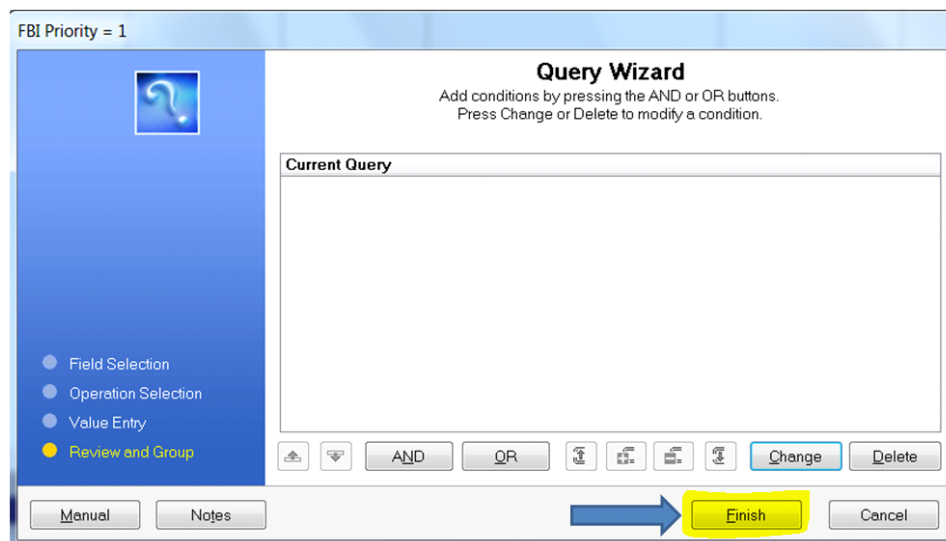 FBI Priority = 1
Query Wizard
Add conditions by pressing the AND or OR buttons.
Press Change or Delete to modify a condition.
Current Query
Field Selection
Operation Selection
Value Entry
Review and Group
AND
OR
Change
Delete
Manual
Notes
Finish
Cancel